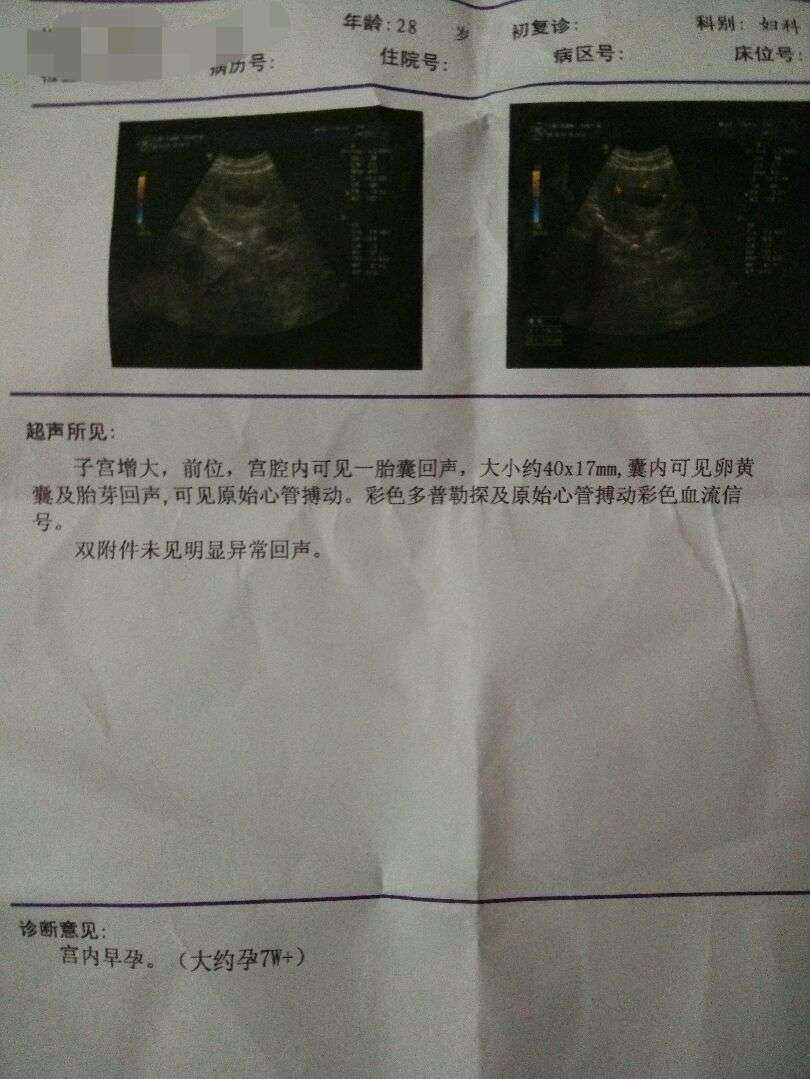 年龄:28 岁 初复诊: 科别: 妇科
病历号: 住院号: 病区号: 床位号:
超声所见:
子宫增大，前位，宫腔内可见一胎囊回声，大小约40x17mm,囊内可见卵黄
囊及胎芽回声,可见原始心管搏动。彩色多普勒探及原始心管搏动彩色血流信
号。
双附件未见明显异常回声。
诊断意见:
宫内早孕。（大约孕7W+）